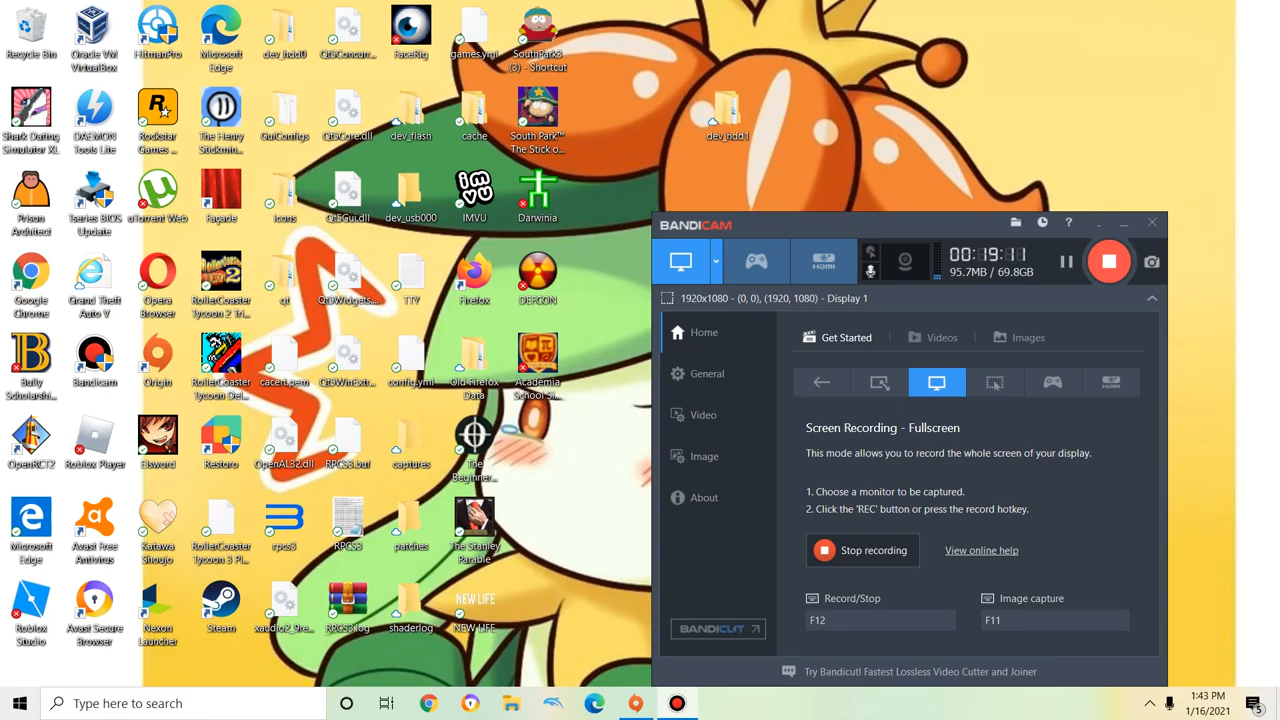 Recycle Bin
Oracle VM
VirtualBox
HitmanPro
Microsoft
Edge
dev_hdd0
Qt5Concurr...
FaceRig
games.yml
SouthPark3
(3) - Shortcut
Shark Dating
Simulator XL
DAEMON
Tools Lite
Rockstar
Games ...
The Henry
Stickmin...
GuiConfigs
Qt5Core.dll
dev_flash
cache
South Park™
The Stick o...
dev_hdd1
Prison
Architect
Tseries BIOS
Update
uTorrent Web
Façade
Icons
Qt5Gui.dll
dev_usb000
IMVU
Darwinia
Google
Chrome
Grand Theft
Auto V
Opera
Browser
RollerCoaster
Tycoon 2 Tri...
qt
Qt5Widgets....
TTY
Firefox
DEFCON
Bully
Scholarshi...
Bandicam
Origin
RollerCoaster
Tycoon Del...
cacert.pem
Qt5WinExtr...
config.yml
Old Firefox
Data
Academia
School Si...
OpenRCT2
Roblox Player
Elsword
Restoro
OpenAL32.dll
RPCS3.buf
captures
The
Beginner...
Microsoft
Edge
Avast Free
Antivirus
Katawa
Shoujo
RollerCoaster
Tycoon 3 Pl...
rpcs3
RPCS3
patches
The Stanley
Parable
Roblox
Studio
Avast Secure
Browser
Nexon
Launcher
Steam
xaudio2_9re...
RPCS3.log
shaderlog
NEW LIFE
NEW LIFE
BANDICAM
HDMI
00:19:11
95.7MB / 69.8GB
1920x1080 - (0, 0), (1920, 1080) - Display 1
Home
General
Video
Image
About
Get Started
Videos
Images
HDMI
Screen Recording - Fullscreen
This mode allows you to record the whole screen of your display.
1. Choose a monitor to be captured.
2. Click the 'REC' button or press the record hotkey.
Stop recording
View online help
Record/Stop
Image capture
F12
F11
BANDICUT
Try Bandicut! Fastest Lossless Video Cutter and Joiner
Type here to search
1:43 PM
1/16/2021
5